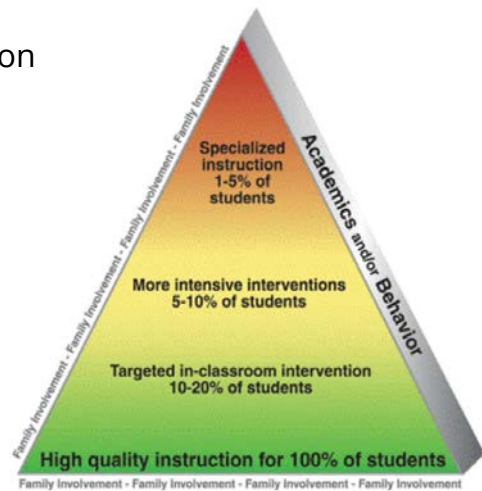 on
Specialized
instruction
1-5% of
students
More intensive interventions
5-10% of students
Targeted in-classroom intervention
10-20% of students
High quality instruction for 100% of students
Family Involvement - Family Involvement - Family Involvement - Family Involvement
Academics and/or Behavior
Family Involvement - Family Involvement - Family Involvement - Family Involvement